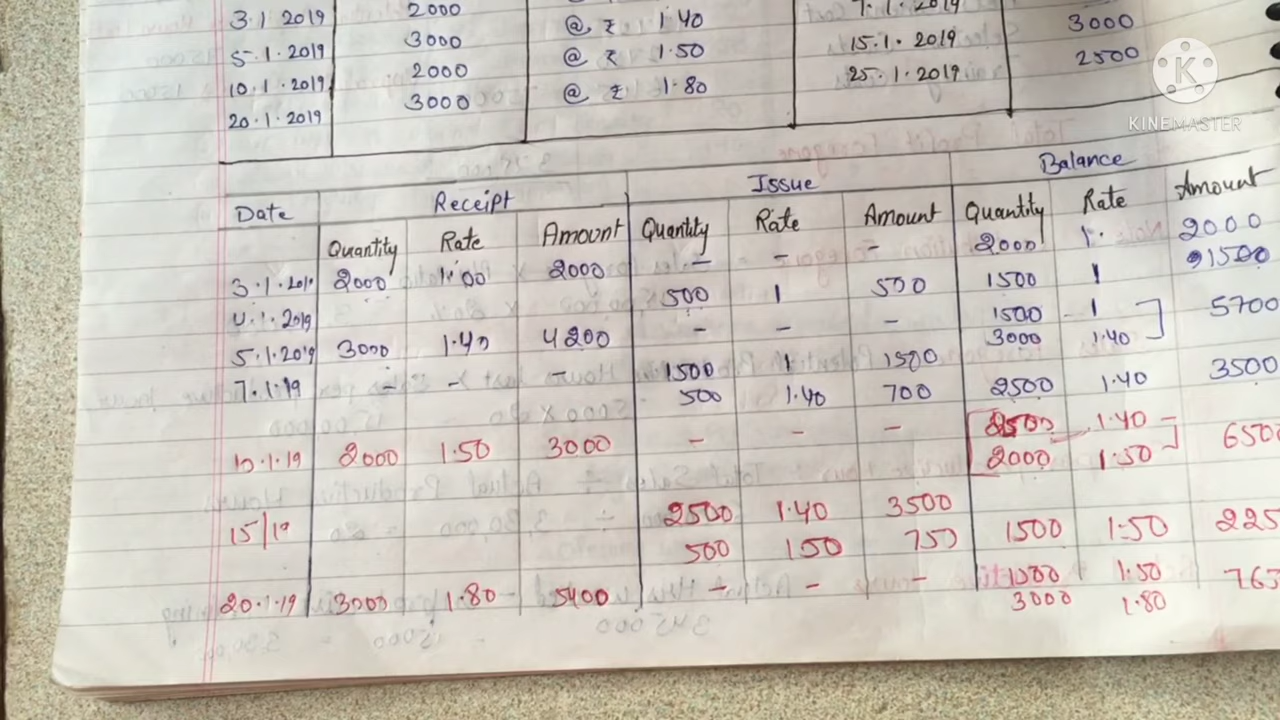 3.1.2019 2000 @ ₹ 1.40 7.1.2019 3000
5.1.2019 3000 @ ₹ 1.50 15.1.2019 2500
10.1.2019 2000 @ ₹ 1.80 25.1.2019
20.1.2019 3000
KINEMASTER
Receipt Issue Balance
Date Quantity Rate Amount Quantity Rate Amount Quantity Rate Amount
3.1.2019 2000 1.00 2000 - - - 2000 1. 2000
4.1.2019 500 1 500 1500 1 1500
1500 1
5.1.2019 3000 1.40 4200 - - - 3000 1.40 5700
7.1.19 - - - 1500 1 1500
500 1.40 700 2500 1.40 3500
2500 1.40
10.1.19 2000 1.50 3000 - - - 2000 1.50 6500
15/19 2500 1.40 3500
500 150 750 1500 1.50 225
1.50
20.1.19 3000 1.80 5400 - - - 3000 1.80 763